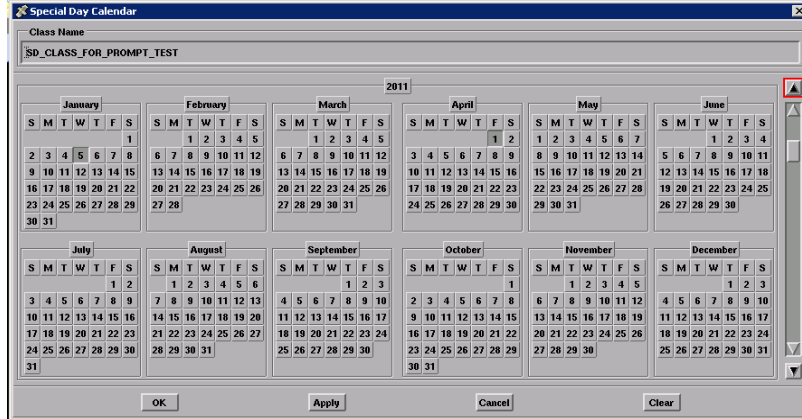 Special Day Calendar
Class Name
SD_CLASS_FOR_PROMPT_TEST
2011
January February March April May June
S M T W T F S S M T W T F S S M T W T F S S M T W T F S S M T W T F S S M T W T F S
1 1 2 3 4 5 1 2 3 4 5 1 2 1 2 3 4 5 6 7 1 2 3 4
2 3 4 5 6 7 8 6 7 8 9 10 11 12 6 7 8 9 10 11 12 3 4 5 6 7 8 9 8 9 10 11 12 13 14 5 6 7 8 9 10 11
9 10 11 12 13 14 15 13 14 15 16 17 18 19 13 14 15 16 17 18 19 10 11 12 13 14 15 16 15 16 17 18 19 20 21 12 13 14 15 16 17 18
16 17 18 19 20 21 22 20 21 22 23 24 25 26 20 21 22 23 24 25 26 17 18 19 20 21 22 23 22 23 24 25 26 27 28 19 20 21 22 23 24 25
23 24 25 26 27 28 29 27 28 27 28 29 30 31 24 25 26 27 28 29 30 29 30 31 26 27 28 29 30
30 31
July August September October November December
S M T W T F S S M T W T F S S M T W T F S S M T W T F S S M T W T F S S M T W T F S
1 2 1 2 3 4 5 6 1 2 3 1 1 2 3 4 5 1 2 3
3 4 5 6 7 8 9 7 8 9 10 11 12 13 4 5 6 7 8 9 10 2 3 4 5 6 7 8 6 7 8 9 10 11 12 4 5 6 7 8 9 10
10 11 12 13 14 15 16 14 15 16 17 18 19 20 11 12 13 14 15 16 17 9 10 11 12 13 14 15 13 14 15 16 17 18 19 11 12 13 14 15 16 17
17 18 19 20 21 22 23 21 22 23 24 25 26 27 18 19 20 21 22 23 24 16 17 18 19 20 21 22 20 21 22 23 24 25 26 18 19 20 21 22 23 24
24 25 26 27 28 29 30 28 29 30 31 25 26 27 28 29 30 23 24 25 26 27 28 29 27 28 29 30 25 26 27 28 29 30 31
31 30 31
OK Apply Cancel Clear